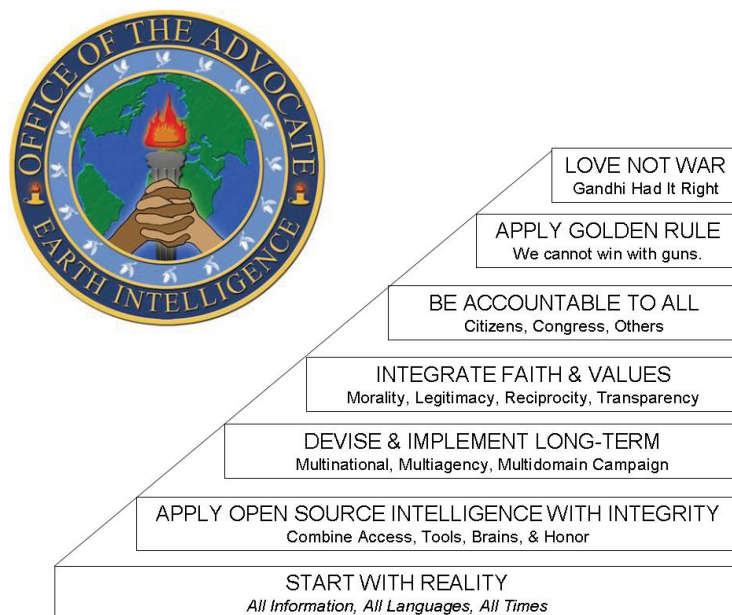 OFFICE OF THE ADVOCATE
EARTH INTELLIGENCE
LOVE NOT WAR
Gandhi Had It Right
APPLY GOLDEN RULE
We cannot win with guns.
BE ACCOUNTABLE TO ALL
Citizens, Congress, Others
INTEGRATE FAITH & VALUES
Morality, Legitimacy, Reciprocity, Transparency
DEVISE & IMPLEMENT LONG-TERM
Multinational, Multiagency, Multidomain Campaign
APPLY OPEN SOURCE INTELLIGENCE WITH INTEGRITY
Combine Access, Tools, Brains, & Honor
START WITH REALITY
All Information, All Languages, All Times